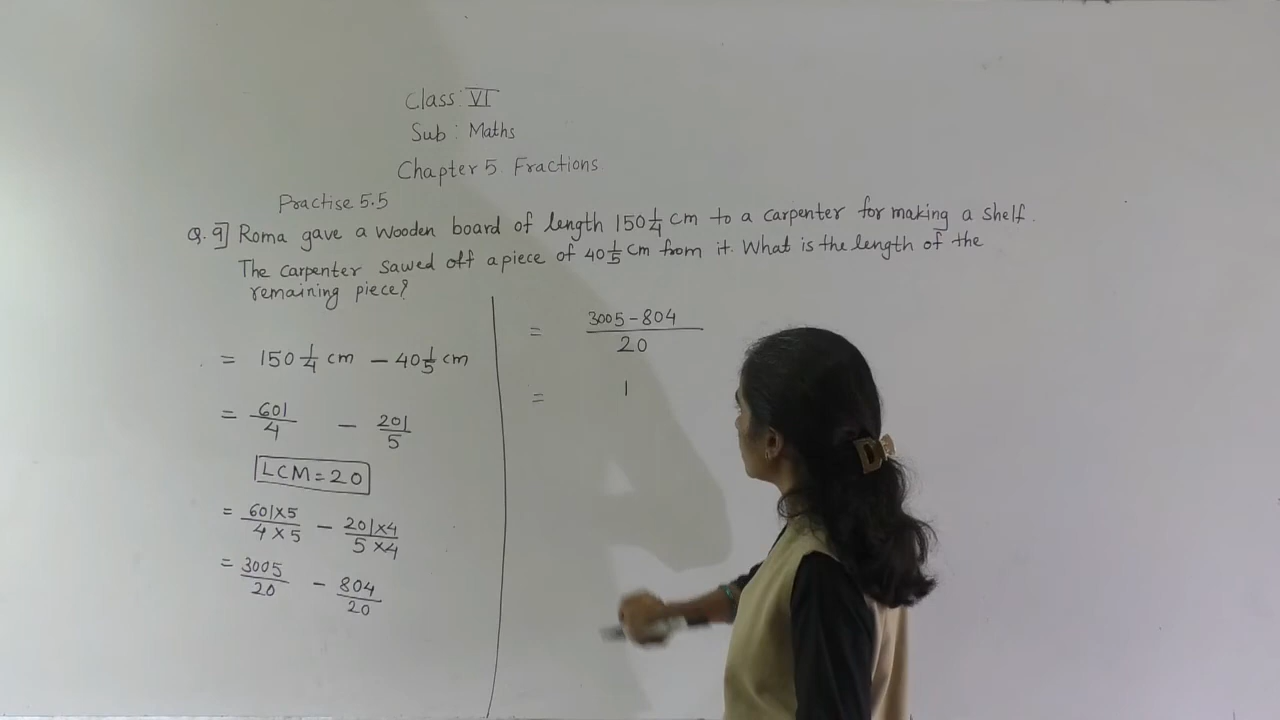 Class: VI
Sub : Maths
Chapter 5. Fractions.
Practise 5.5
Q. 9] Roma gave a wooden board of length 150 1/4 cm to a carpenter for making a shelf.
The carpenter sawed off a piece of 40 1/5 cm from it. What is the length of the
remaining piece?
= 150 1/4 cm - 40 1/5 cm
= 601/4 - 201/5
LCM = 20
= 601×5/4×5 - 201×4/5×4
= 3005/20 - 804/20
= 3005-804/20
= 1